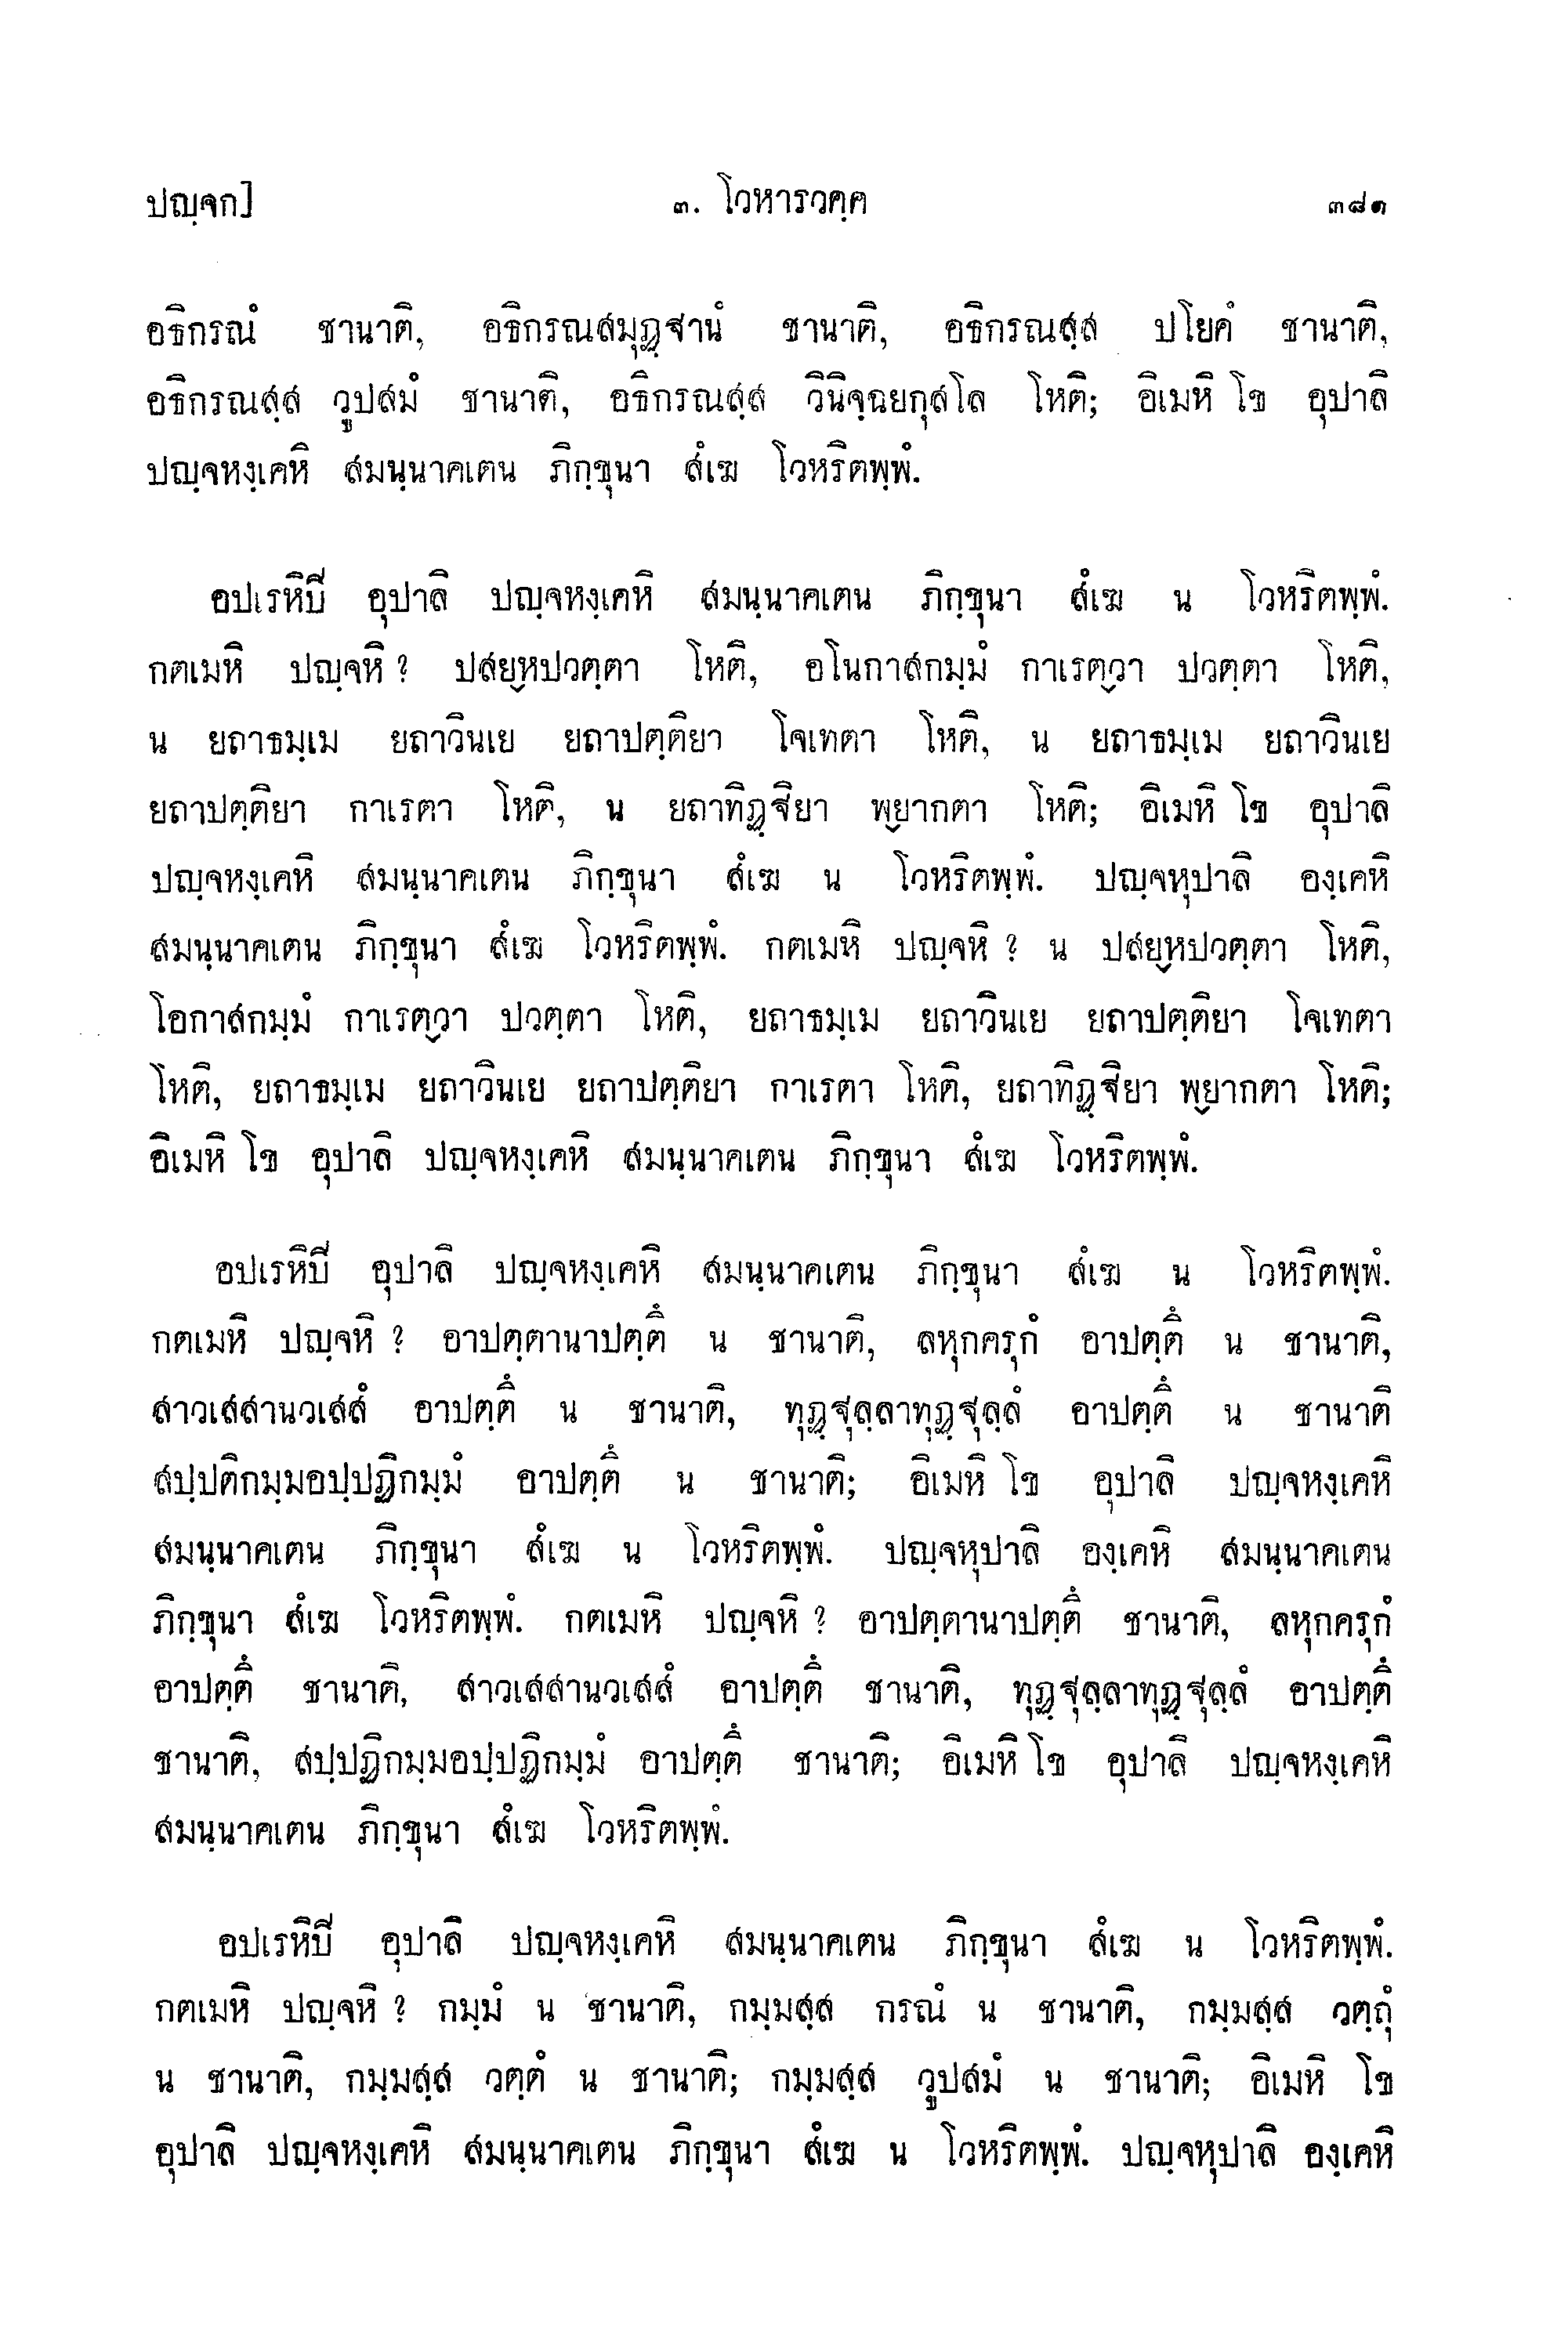 ปญฺจก] ๓. โวหารวคฺค ๓๘๑
อธิกรณํ ชานาติ, อธิกรณสมุฏฺฐานํ ชานาติ, อธิกรณสฺส ปโยคํ ชานาติ,
อธิกรณสฺส วูปสมํ ชานาติ, อธิกรณสฺส วินิจฺฉยกุสโล โหติ; อิเมหิ โข อุปาลิ
ปญฺจหงฺเคหิ สมนฺนาคเตน ภิกฺขุนา สํเฆ โวหริตพฺพํ.
อปเรหิปิ อุปาลิ ปญฺจหงฺเคหิ สมนฺนาคเตน ภิกฺขุนา สํเฆ น โวหริตพฺพํ.
กตเมหิ ปญฺจหิ ? ปสยฺหปวตฺตา โหติ, อโนกาสกมฺมํ กาเรตฺวา ปวตฺตา โหติ,
น ยถาธมฺเม ยถาวินเย ยถาปตฺติยา โจเทตา โหติ, น ยถาธมฺเม ยถาวินเย
ยถาปตฺติยา กาเรตา โหติ, น ยถาทิฏฺฐิยา พฺยากตา โหติ; อิเมหิ โข อุปาลิ
ปญฺจหงฺเคหิ สมนฺนาคเตน ภิกฺขุนา สํเฆ น โวหริตพฺพํ. ปญฺจหุปาลิ องฺเคหิ
สมนฺนาคเตน ภิกฺขุนา สํเฆ โวหริตพฺพํ. กตเมหิ ปญฺจหิ ? น ปสยฺหปวตฺตา โหติ,
โอกาสกมฺมํ กาเรตฺวา ปวตฺตา โหติ, ยถาธมฺเม ยถาวินเย ยถาปตฺติยา โจเทตา
โหติ, ยถาธมฺเม ยถาวินเย ยถาปตฺติยา กาเรตา โหติ, ยถาทิฏฺฐิยา พฺยากตา โหติ;
อิเมหิ โข อุปาลิ ปญฺจหงฺเคหิ สมนฺนาคเตน ภิกฺขุนา สํเฆ โวหริตพฺพํ.
อปเรหิปิ อุปาลิ ปญฺจหงฺเคหิ สมนฺนาคเตน ภิกฺขุนา สํเฆ น โวหริตพฺพํ.
กตเมหิ ปญฺจหิ ? อาปตฺตานาปตฺติํ น ชานาติ, ลหุกครุกํ อาปตฺติํ น ชานาติ,
สาวเสสานวเสสํ อาปตฺติํ น ชานาติ, ทุฏฺฐุลฺลาทุฏฺฐุลฺลํ อาปตฺติํ น ชานาติ
สปฺปติกมฺมอปฺปฏิกมฺมํ อาปตฺติํ น ชานาติ; อิเมหิ โข อุปาลิ ปญฺจหงฺเคหิ
สมนฺนาคเตน ภิกฺขุนา สํเฆ น โวหริตพฺพํ. ปญฺจหุปาลิ องฺเคหิ สมนฺนาคเตน
ภิกฺขุนา สํเฆ โวหริตพฺพํ. กตเมหิ ปญฺจหิ ? อาปตฺตานาปตฺติํ ชานาติ, ลหุกครุกํ
อาปตฺติํ ชานาติ, สาวเสสานวเสสํ อาปตฺติํ ชานาติ, ทุฏฺฐุลฺลาทุฏฺฐุลฺลํ อาปตฺติํ
ชานาติ, สปฺปฏิกมฺมอปฺปฏิกมฺมํ อาปตฺติํ ชานาติ; อิเมหิ โข อุปาลิ ปญฺจหงฺเคหิ
สมนฺนาคเตน ภิกฺขุนา สํเฆ โวหริตพฺพํ.
อปเรหิปิ อุปาลิ ปญฺจหงฺเคหิ สมนฺนาคเตน ภิกฺขุนา สํเฆ น โวหริตพฺพํ.
กตเมหิ ปญฺจหิ ? กมฺมํ น ชานาติ, กมฺมสฺส กรณํ น ชานาติ, กมฺมสฺส วตฺถุํ
น ชานาติ, กมฺมสฺส วตฺตํ น ชานาติ; กมฺมสฺส วูปสมํ น ชานาติ; อิเมหิ โข
อุปาลิ ปญฺจหงฺเคหิ สมนฺนาคเตน ภิกฺขุนา สํเฆ น โวหริตพฺพํ. ปญฺจหุปาลิ องฺเคหิ